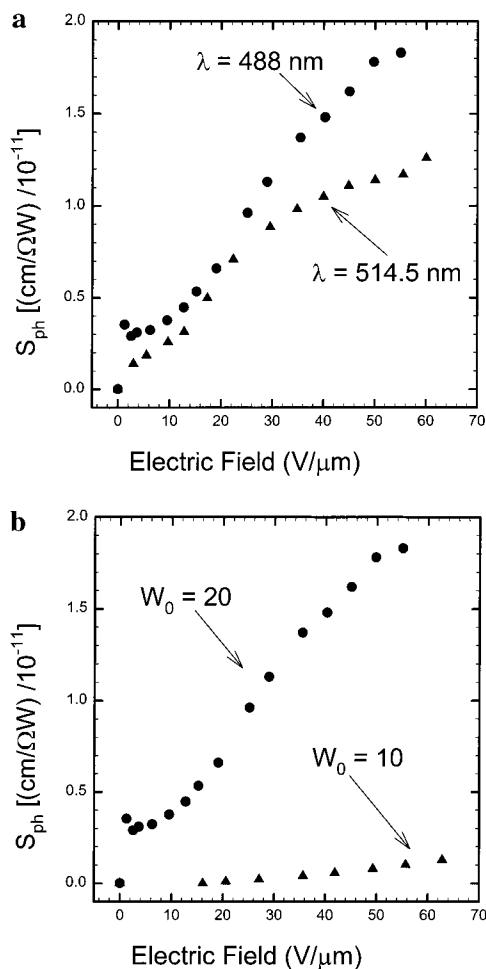 a
2.0
λ = 488 nm
1.5
1.0
0.5
λ = 514.5 nm
0.0
S_ph [(cm/ΩW) /10^-11]
0 10 20 30 40 50 60 70
Electric Field (V/μm)
b
2.0
W_0 = 20
1.5
1.0
W_0 = 10
0.5
0.0
S_ph [(cm/ΩW) /10^-11]
0 10 20 30 40 50 60 70
Electric Field (V/μm)